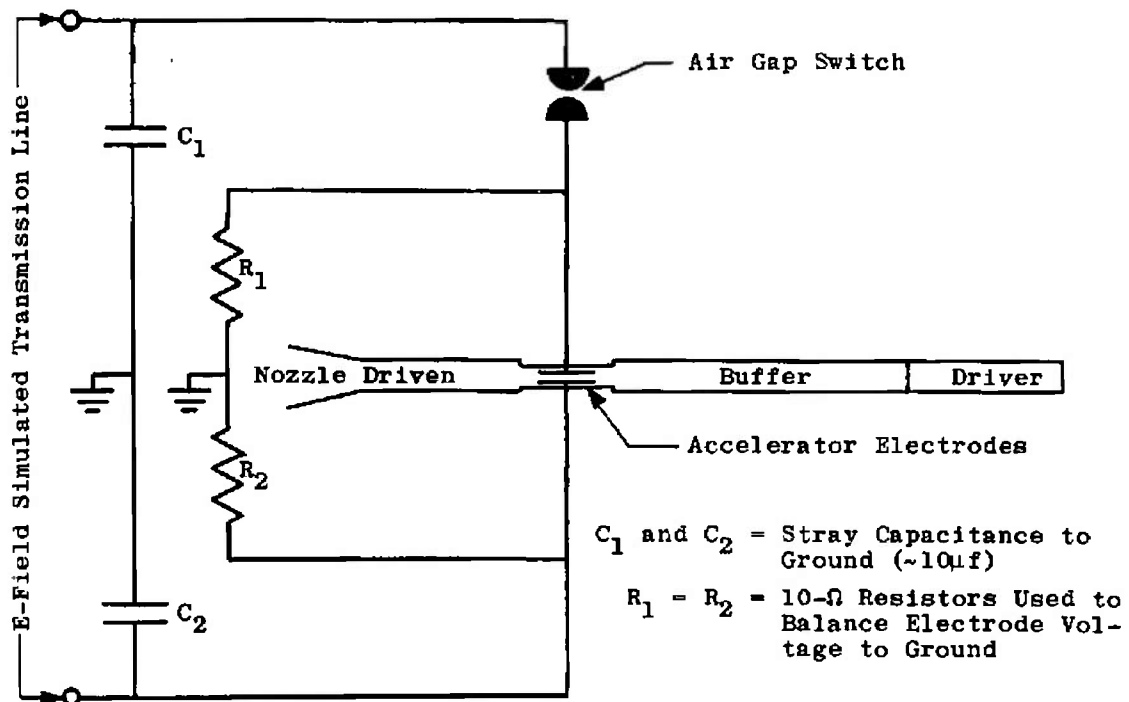 E-Field Simulated Transmission Line
Air Gap Switch
C1
R1
Nozzle Driven
Buffer
Driver
Accelerator Electrodes
R2
C2
C1 and C2 = Stray Capacitance to
Ground (~10μf)
R1 = R2 = 10-Ω Resistors Used to
Balance Electrode Vol-
tage to Ground